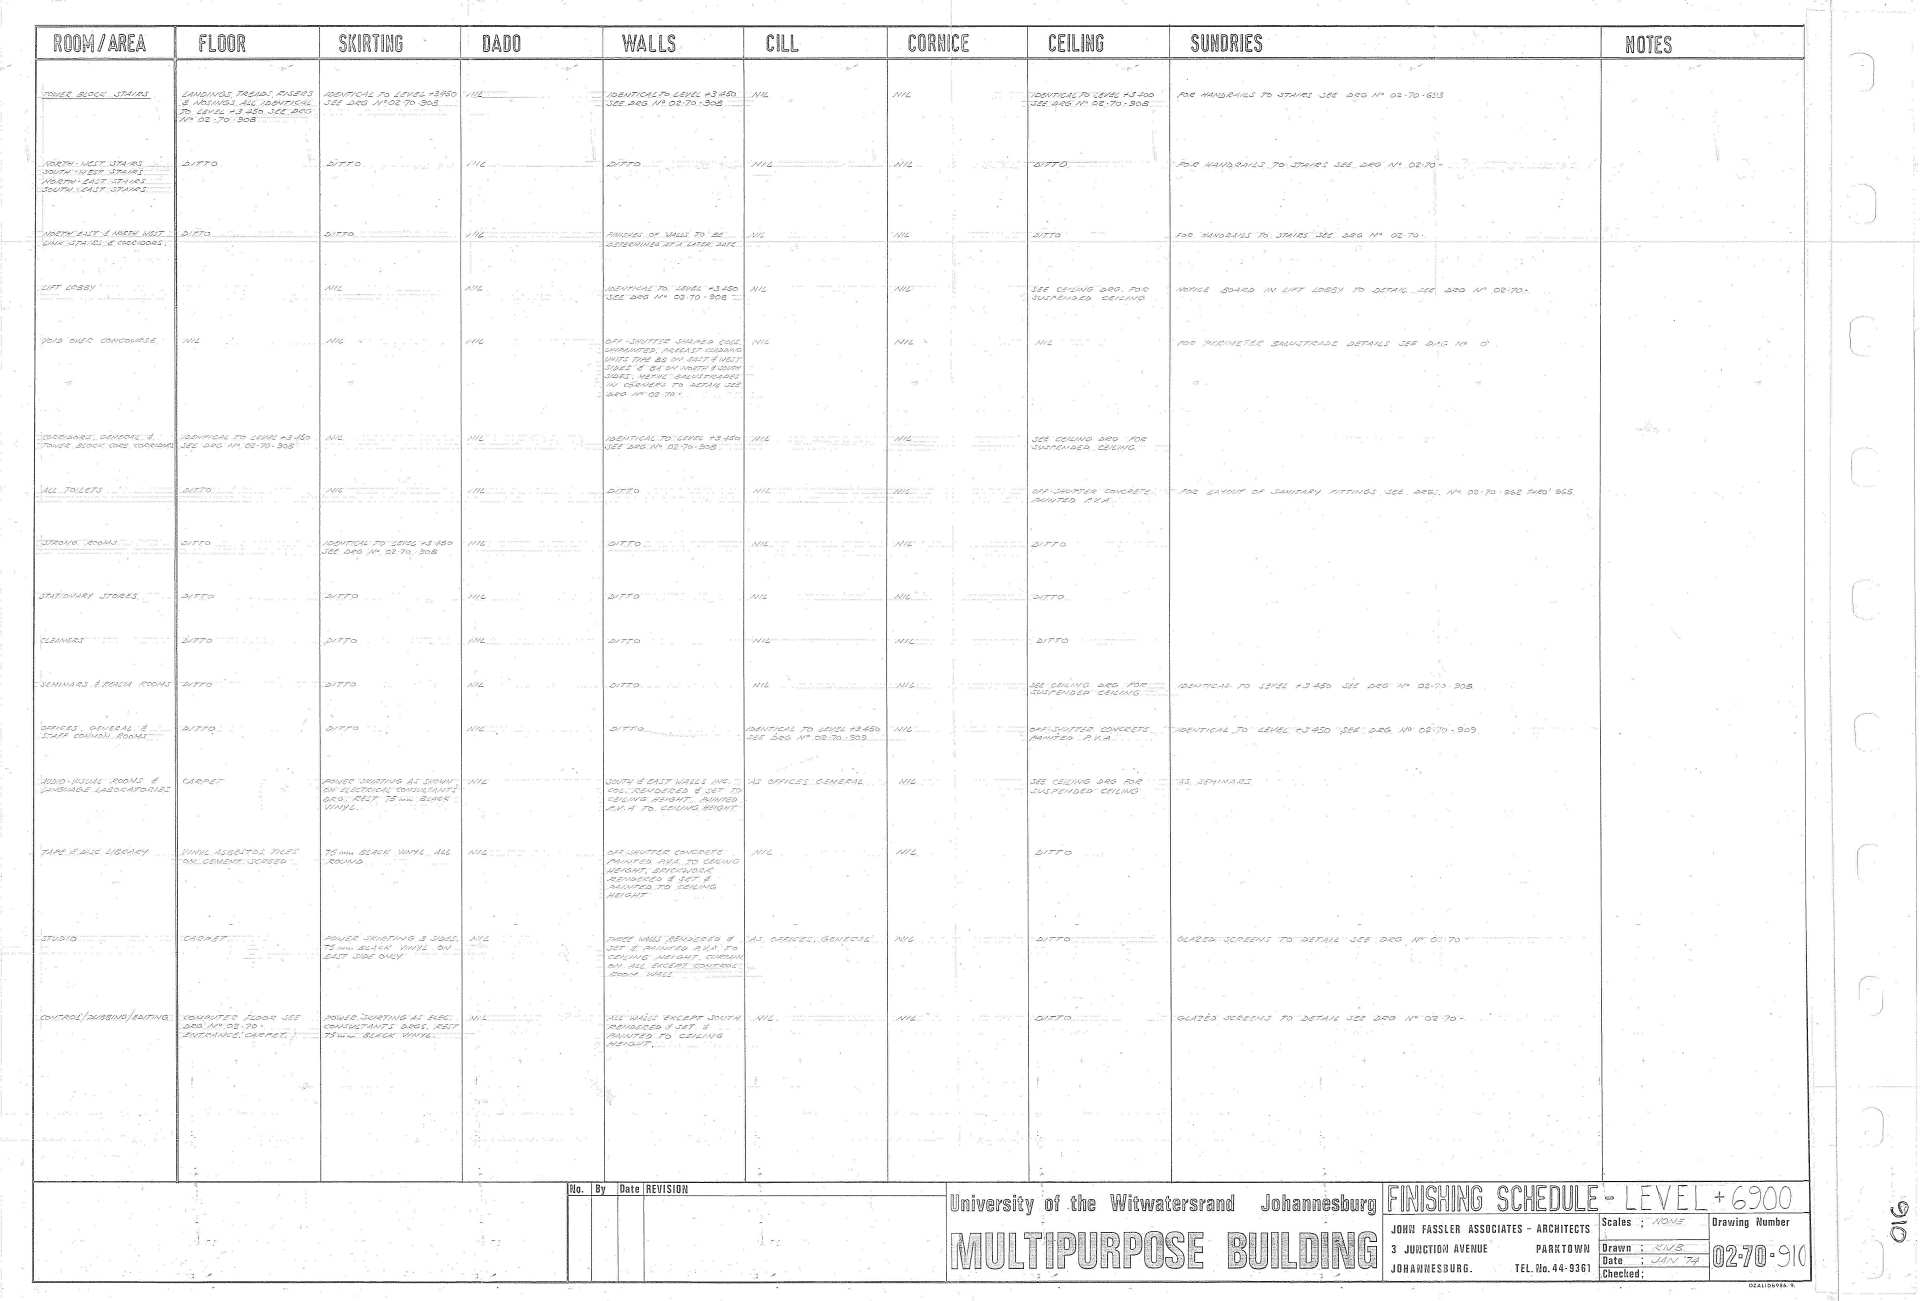 ROOM/AREA FLOOR SKIRTING DADO WALLS CILL CORNICE CEILING SUNDRIES NOTES
TOWER BLOCK STAIRS
LANDINGS, TREADS, RISERS
& NOSINGS ALL IDENTICAL
TO LEVEL +3 450 SEE DRG
Nº 02-70-908
IDENTICAL TO LEVEL +3450
SEE DRG Nº 02-70-908
NIL
IDENTICAL TO LEVEL +3 450
SEE DRG Nº 02-70-908
NIL
NIL
IDENTICAL TO LEVEL +3 400
SEE DRG Nº 02-70-908
FOR HANDRAILS TO STAIRS SEE DRG Nº 02-70-
NORTH-WEST STAIRS
SOUTH-WEST STAIRS
NORTH-EAST STAIRS
SOUTH-EAST STAIRS
DITTO
DITTO
NIL
DITTO
NIL
NIL
DITTO
FOR HANDRAILS TO STAIRS SEE DRG Nº 02-70-
NORTH EAST & NORTH WEST
LINK STAIRS & CORRIDORS.
DITTO
DITTO
NIL
FINISHES OF WALLS TO BE
DETERMINED AT A LATER DATE
NIL
NIL
DITTO
FOR HANDRAILS TO STAIRS SEE DRG Nº 02-70-
LIFT LOBBY
NIL
NIL
IDENTICAL TO LEVEL +3 450
SEE DRG Nº 02-70-908
NIL
NIL
SEE CEILING DRG. FOR
SUSPENDED CEILING
NOTICE BOARD IN LIFT LOBBY TO DETAIL SEE DRG Nº 02-70-
VOID OVER CONCOURSE
NIL
NIL
NIL
OFF-SHUTTER SHAPED COLS.
UNPAINTED, PRECAST CLADDING
UNITS TYPE B5 ON EAST & WEST
SIDES & B4 ON NORTH & SOUTH
SIDES, METAL BALUSTRADES
IN CORNERS TO DETAIL SEE
DRG Nº 02-70-
NIL
NIL
NIL
FOR PERIMETER BALUSTRADE DETAILS SEE DRG Nº 0
CORRIDORS, GENERAL &
TOWER BLOCK CORE CORRIDORS
IDENTICAL TO LEVEL +3 450
SEE DRG Nº 02-70-908
NIL
NIL
IDENTICAL TO LEVEL +3 450
SEE DRG Nº 02-70-908
NIL
NIL
SEE CEILING DRG FOR
SUSPENDED CEILING
ALL TOILETS
DITTO
NIL
NIL
DITTO
NIL
NIL
OFF-SHUTTER CONCRETE
PAINTED P.V.A.
FOR LAYOUT OF SANITARY FITTINGS SEE DRGS. Nº 02-70-962 THRO' 965
STRONG ROOMS
DITTO
IDENTICAL TO LEVEL +3 450
SEE DRG Nº 02-70-908
NIL
DITTO
NIL
NIL
DITTO
STATIONARY STORES
DITTO
DITTO
NIL
DITTO
NIL
NIL
DITTO
CLEANERS
DITTO
DITTO
NIL
DITTO
NIL
NIL
DITTO
SEMINARS & ROOMS
DITTO
DITTO
NIL
DITTO
NIL
NIL
SEE CEILING DRG FOR
SUSPENDED CEILING
IDENTICAL TO LEVEL +3 450 SEE DRG Nº 02-70-908
OFFICES, GENERAL &
STAFF COMMON ROOMS
DITTO
DITTO
NIL
DITTO
IDENTICAL TO LEVEL +3 450
SEE DRG Nº 02-70-909
NIL
OFF-SHUTTER CONCRETE
PAINTED P.V.A
IDENTICAL TO LEVEL +3 450 SEE DRG Nº 02-70-909
AUDIO-VISUAL ROOMS &
LANGUAGE LABORATORIES
CARPET
POWER SKIRTING AS SHOWN
ON ELECTRICAL CONSULTANTS
DRG. REST 75mm BLACK
VINYL.
NIL
SOUTH & EAST WALLS INC.
COL. RENDERED & SET TO
CEILING HEIGHT, PAINTED
P.V.A TO CEILING HEIGHT
AS OFFICES GENERAL
NIL
SEE CEILING DRG FOR
SUSPENDED CEILING
AS SEMINARS
TAPE & DISC LIBRARY
VINYL ASBESTOS TILES
ON CEMENT SCREED
75mm BLACK VINYL ALL
ROUND
NIL
OFF-SHUTTER CONCRETE
PAINTED P.V.A. TO CEILING
HEIGHT, BRICKWORK
RENDERED & SET &
PAINTED TO CEILING
HEIGHT
NIL
NIL
DITTO
STUDIO
CARPET
POWER SKIRTING 3 SIDES,
75mm BLACK VINYL ON
EAST SIDE ONLY
NIL
THREE WALLS RENDERED &
SET & PAINTED P.V.A. TO
CEILING HEIGHT, CURTAIN
ON ALL EXCEPT CONTROL
ROOM WALL
AS OFFICES, GENERAL
NIL
DITTO
GLAZED SCREENS TO DETAIL SEE DRG Nº 02-70-
CONTROL/DUBBING/EDITING
COMPUTER FLOOR SEE
DRG Nº 02-70-
ENTRANCE: CARPET.
POWER SKIRTING AS ELEC.
CONSULTANTS DRGS, REST
75mm BLACK VINYL.
NIL
ALL WALLS EXCEPT SOUTH
RENDERED & SET &
PAINTED TO CEILING
HEIGHT.
NIL
NIL
DITTO
GLAZED SCREENS TO DETAIL SEE DRG Nº 02-70-
No. By Date REVISION
University of the Witwatersrand Johannesburg
MULTIPURPOSE BUILDING
FINISHING SCHEDULE - LEVEL +6900
JOHN FASSLER ASSOCIATES - ARCHITECTS
3 JUNCTION AVENUE PARKTOWN
JOHANNESBURG. TEL. No. 44-9361
Scales : NONE
Drawn :
Date : JAN '74
Checked:
Drawing Number
02-70-910
910